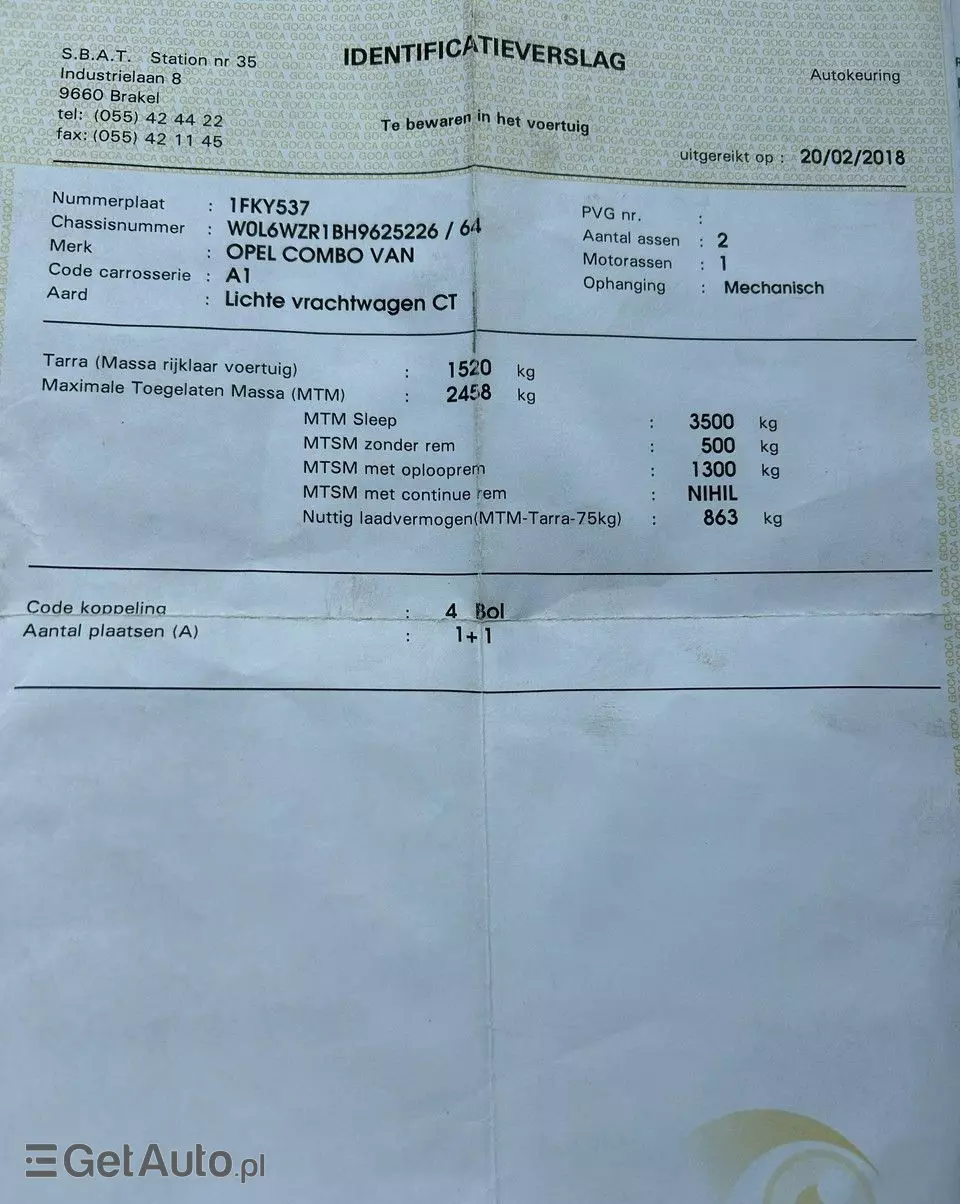 S.B.A.T. Station nr 35
Industrielaan 8
9660 Brakel
tel: (055) 42 44 22
fax: (055) 42 11 45
IDENTIFICATIEVERSLAG
Te bewaren in het voertuig
Autokeuring
uitgereikt op : 20/02/2018
Nummerplaat : 1FKY537
Chassisnummer : W0L6WZR1BH9625226 / 64
Merk : OPEL COMBO VAN
Code carrosserie : A1
Aard : Lichte vrachtwagen CT
PVG nr. :
Aantal assen : 2
Motorassen : 1
Ophanging : Mechanisch
Tarra (Massa rijklaar voertuig) : 1520 kg
Maximale Toegelaten Massa (MTM) : 2458 kg
MTM Sleep : 3500 kg
MTSM zonder rem : 500 kg
MTSM met oplooprem : 1300 kg
MTSM met continue rem : NIHIL
Nuttig laadvermogen(MTM-Tarra-75kg) : 863 kg
Code koppeling : 4 Bol
Aantal plaatsen (A) : 1+1
GetAuto.pl